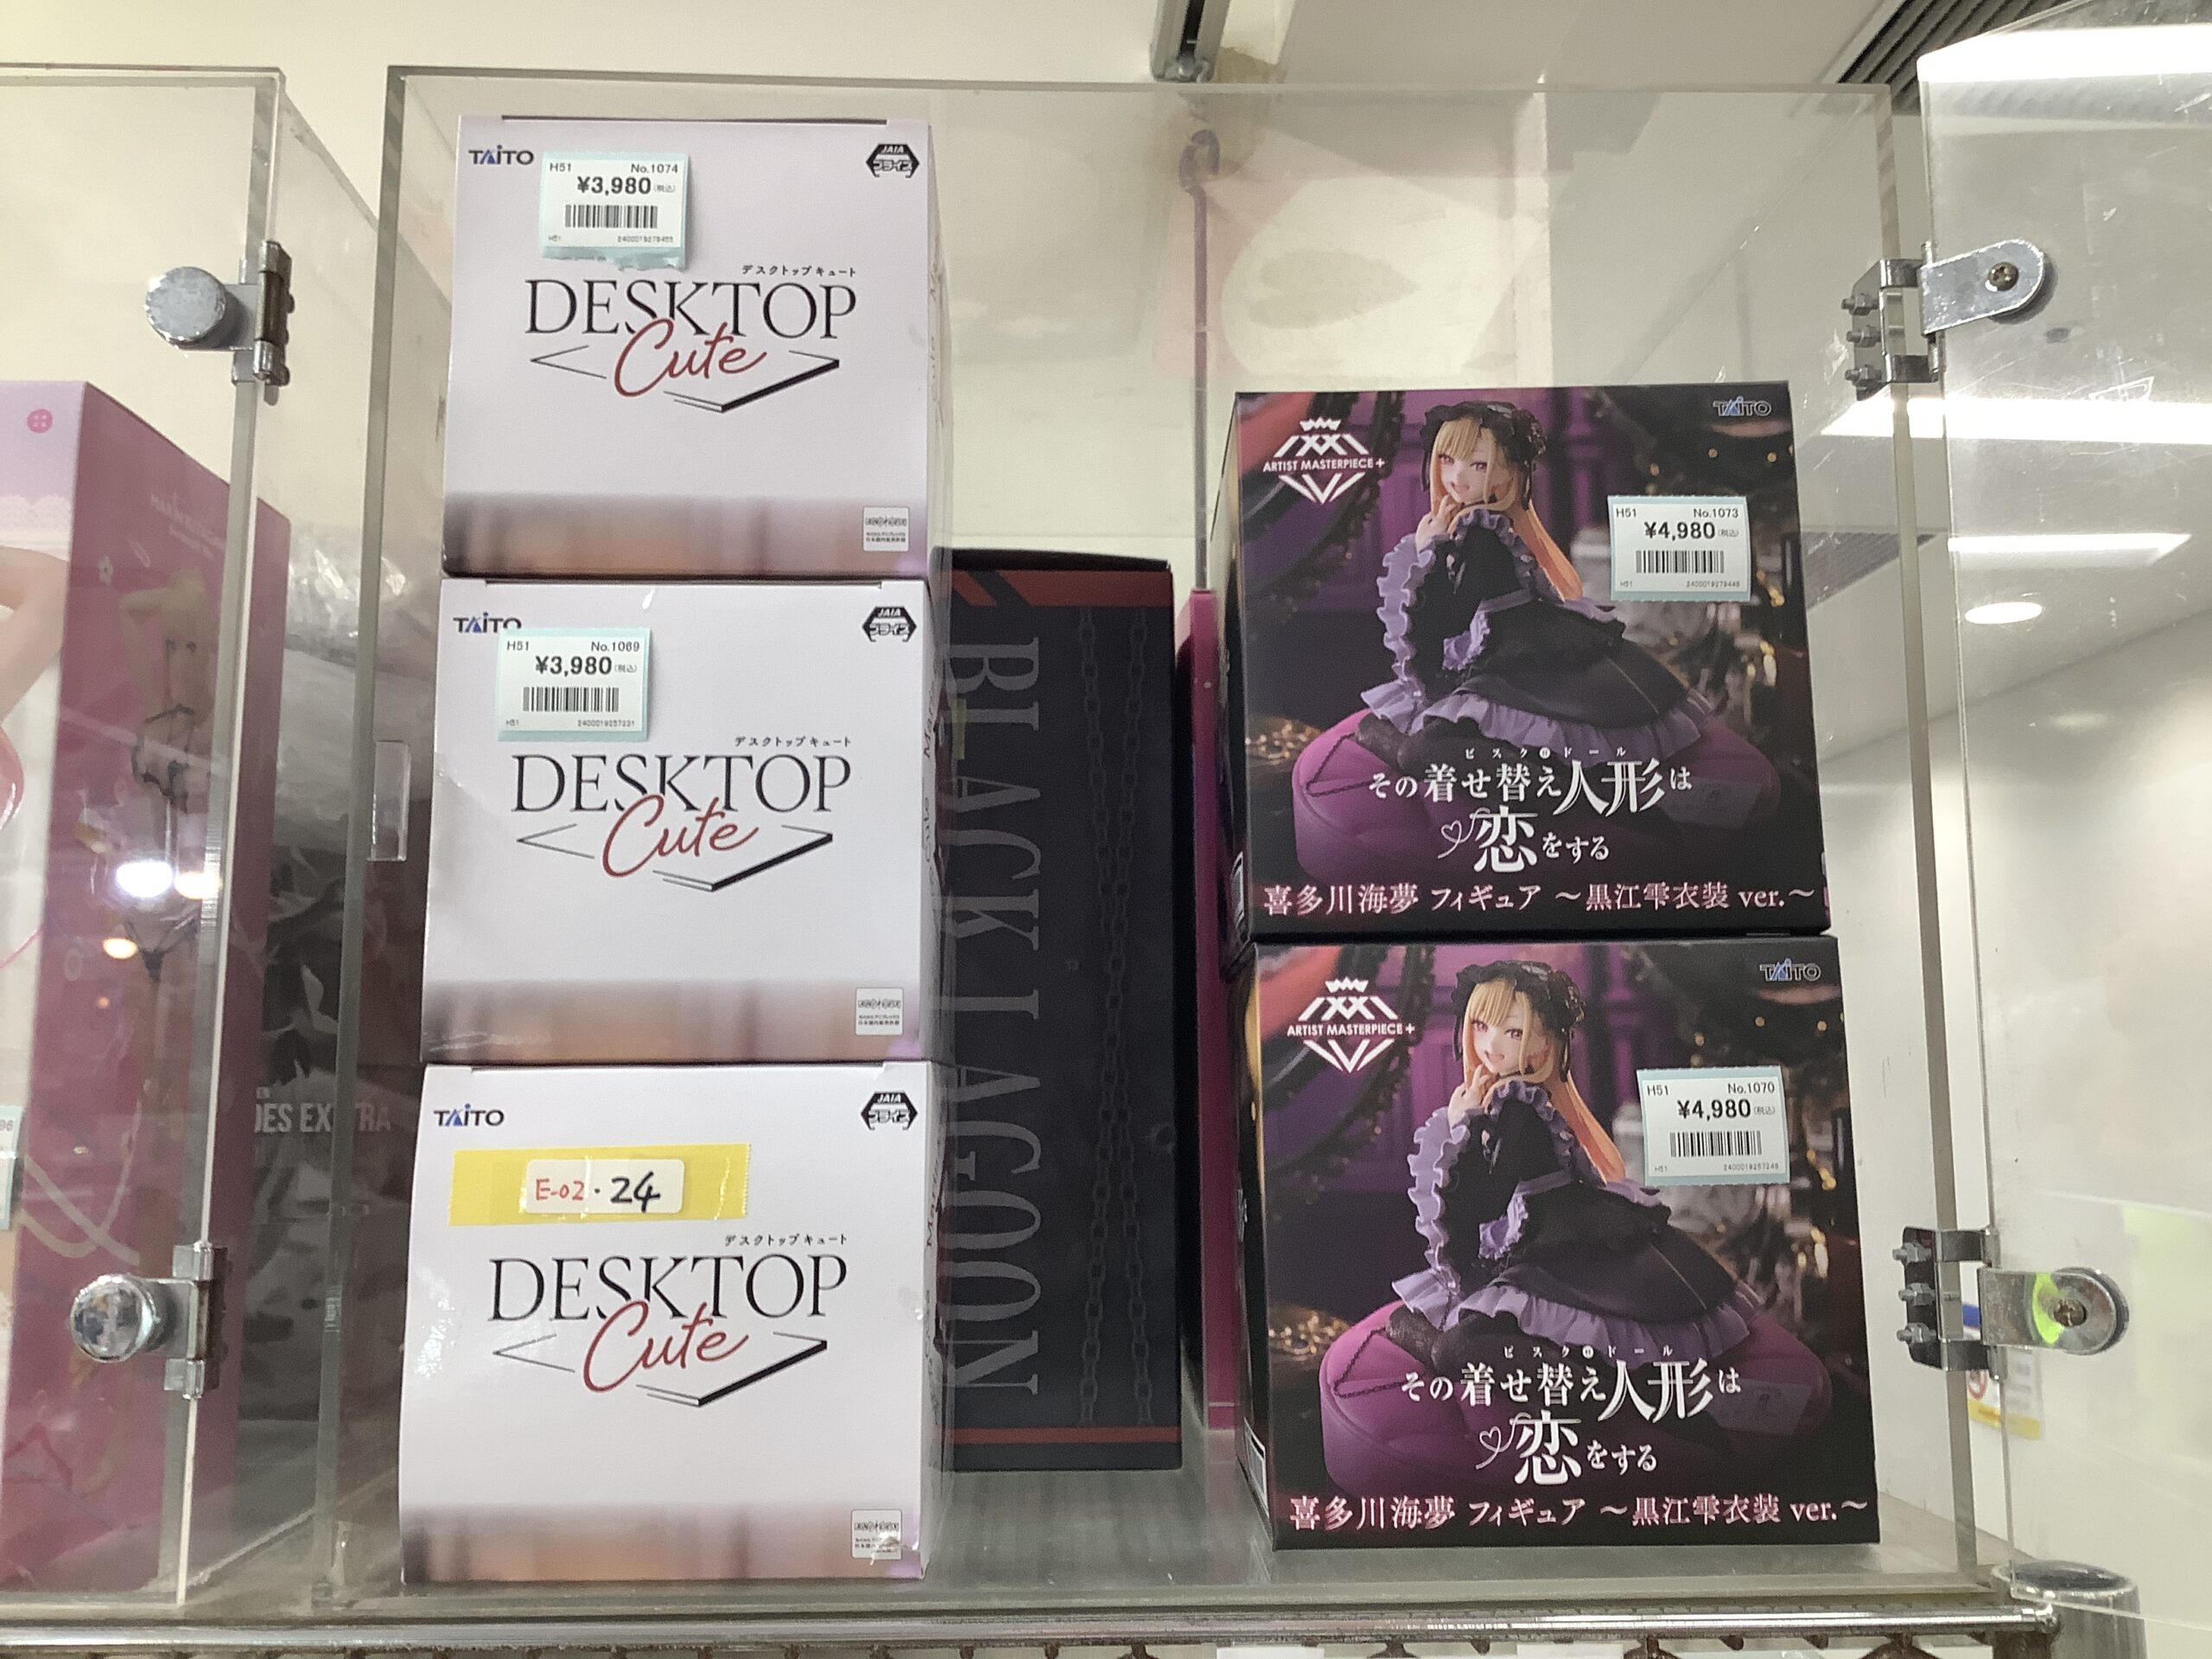 TAITO
H51 No.1074
¥3,980(税込)
H51
JAIA
プライズ
デスクトップキュート
DESKTOP
Cute
TAITO
H51 No.1069
¥3,980(税込)
H51 2400019257231
JAIA
プライズ
デスクトップキュート
DESKTOP
Cute
TAITO
E-02・24
JAIA
プライズ
デスクトップキュート
DESKTOP
Cute
BLACK LAGOON
TAITO
ARTIST MASTERPIECE+
H51 No.1073
¥4,980(税込)
H51
ビスク・ドール
その着せ替え人形は
恋をする
喜多川海夢 フィギュア 〜黒江雫衣装 ver.〜
TAITO
ARTIST MASTERPIECE+
H51 No.1070
¥4,980(税込)
H51 2400019257248
ビスク・ドール
その着せ替え人形は
恋をする
喜多川海夢 フィギュア 〜黒江雫衣装 ver.〜